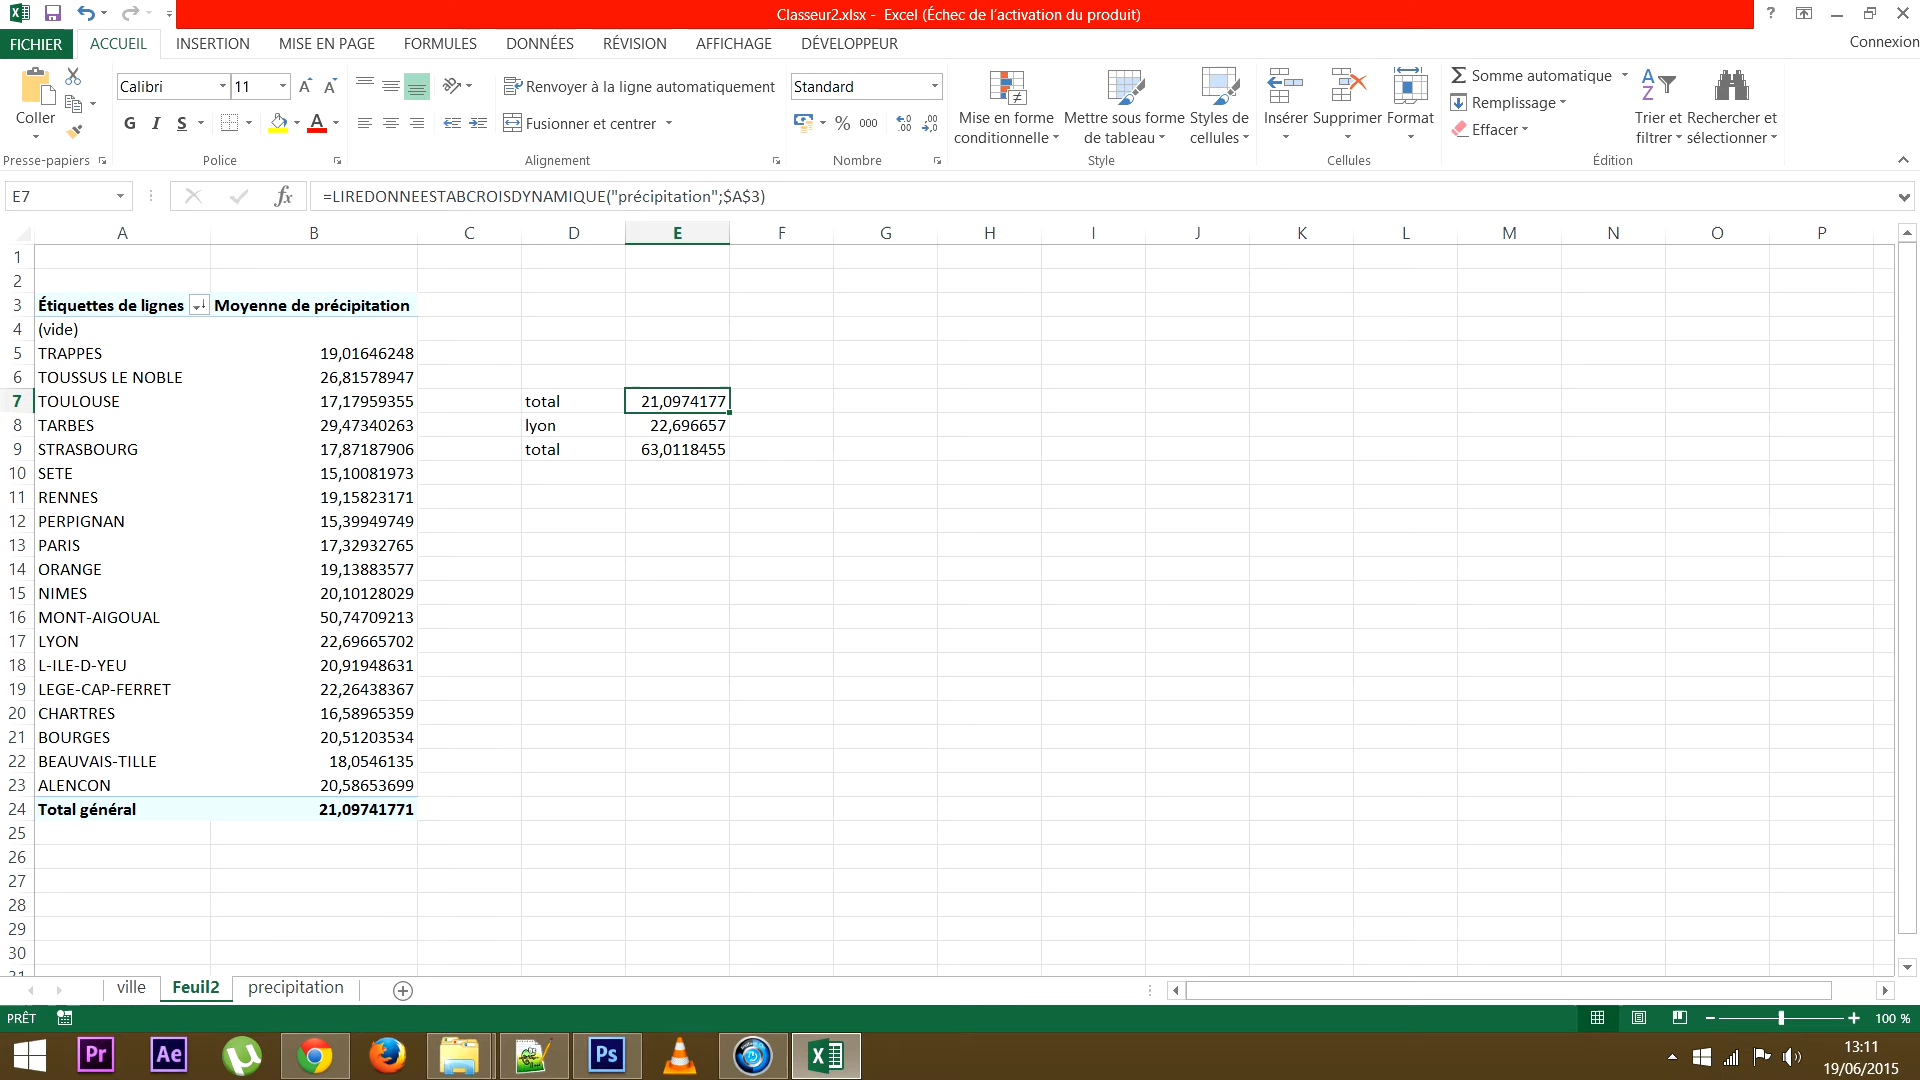 Classeur2.xlsx - Excel (Échec de l'activation du produit)
?
FICHIER ACCUEIL INSERTION MISE EN PAGE FORMULES DONNÉES RÉVISION AFFICHAGE DÉVELOPPEUR Connexion
Coller
Presse-papiers
Calibri 11
G I S
Police
Renvoyer à la ligne automatiquement
Fusionner et centrer
Alignement
Standard
% 000
Nombre
Mise en forme conditionnelle
Mettre sous forme de tableau
Styles de cellules
Style
Insérer Supprimer Format
Cellules
Somme automatique
Remplissage
Effacer
Trier et filtrer
Rechercher et sélectionner
Édition
E7 fx =LIREDONNEESTABCROISDYNAMIQUE("précipitation";$A$3)
A B C D E F G H I J K L M N O P
1
2
3 Étiquettes de lignes Moyenne de précipitation
4 (vide)
5 TRAPPES 19,01646248
6 TOUSSUS LE NOBLE 26,81578947
7 TOULOUSE 17,17959355 total 21,0974177
8 TARBES 29,47340263 lyon 22,696657
9 STRASBOURG 17,87187906 total 63,0118455
10 SETE 15,10081973
11 RENNES 19,15823171
12 PERPIGNAN 15,39949749
13 PARIS 17,32932765
14 ORANGE 19,13883577
15 NIMES 20,10128029
16 MONT-AIGOUAL 50,74709213
17 LYON 22,69665702
18 L-ILE-D-YEU 20,91948631
19 LEGE-CAP-FERRET 22,26438367
20 CHARTRES 16,58965359
21 BOURGES 20,51203534
22 BEAUVAIS-TILLE 18,0546135
23 ALENCON 20,58653699
24 Total général 21,09741771
25
26
27
28
29
30
31
ville Feuil2 precipitation
PRÊT 100 %
Pr Ae Ps
13:11
19/06/2015